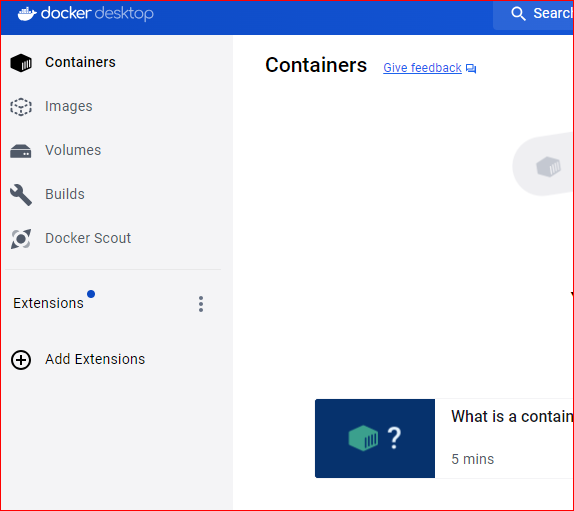 docker desktop
Search
Containers
Images
Volumes
Builds
Docker Scout
Extensions
Add Extensions
Containers
Give feedback
What is a contain
?
5 mins